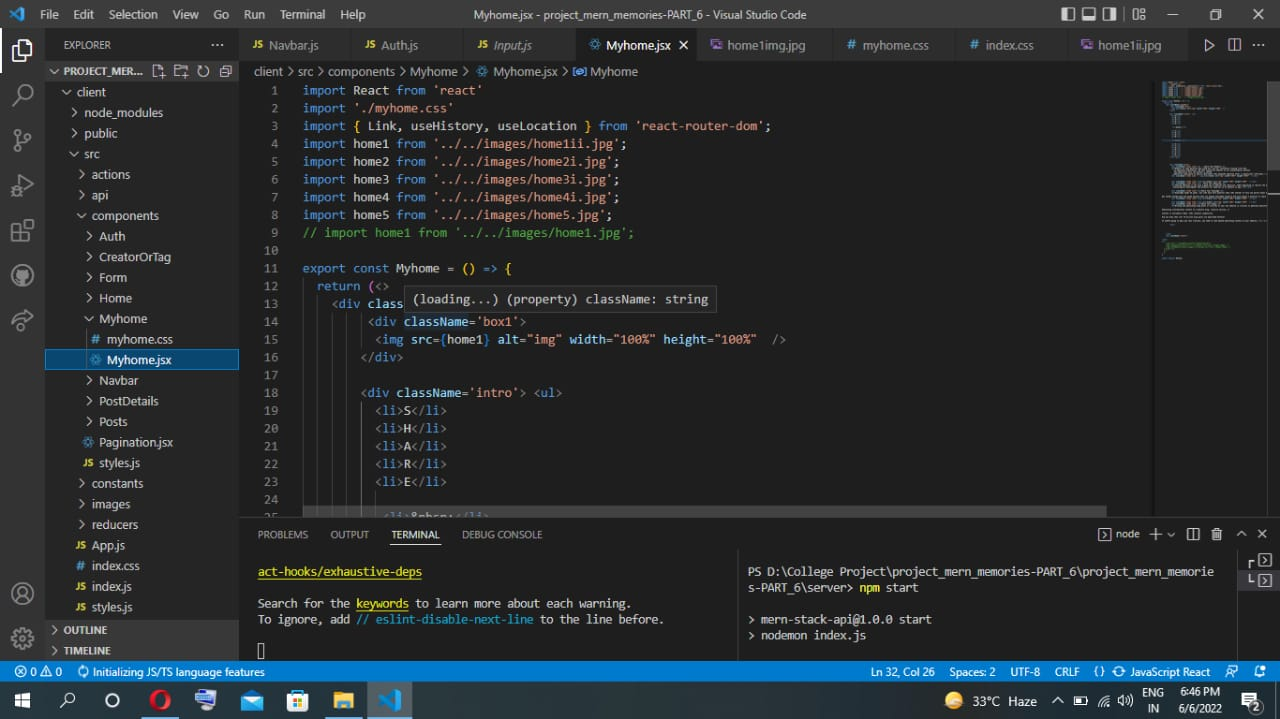 File Edit Selection View Go Run Terminal Help Myhome.jsx - project_mern_memories-PART_6 - Visual Studio Code
EXPLORER ...
JS Navbar.js JS Auth.js JS Input.js Myhome.jsx home1img.jpg # myhome.css # index.css home1ii.jpg
PROJECT_MER...
client > src > components > Myhome > Myhome.jsx > Myhome
client
node_modules
public
src
actions
api
components
Auth
CreatorOrTag
Form
Home
Myhome
# myhome.css
Myhome.jsx
Navbar
PostDetails
Posts
Pagination.jsx
JS styles.js
constants
images
reducers
JS App.js
# index.css
JS index.js
JS styles.js
OUTLINE
TIMELINE
1 import React from 'react'
2 import './myhome.css'
3 import { Link, useHistory, useLocation } from 'react-router-dom';
4 import home1 from '../../images/home1ii.jpg';
5 import home2 from '../../images/home2i.jpg';
6 import home3 from '../../images/home3i.jpg';
7 import home4 from '../../images/home4i.jpg';
8 import home5 from '../../images/home5.jpg';
9 // import home1 from '../../images/home1.jpg';
10
11 export const Myhome = () => {
12 return (<>
(loading...) (property) className: string
13 <div class
14 <div className='box1'>
15 <img src={home1} alt="img" width="100%" height="100%" />
16 </div>
17
18 <div className='intro'> <ul>
19 <li>S</li>
20 <li>H</li>
21 <li>A</li>
22 <li>R</li>
23 <li>E</li>
24
25 <li>&nbsp;</li>
PROBLEMS OUTPUT TERMINAL DEBUG CONSOLE node
act-hooks/exhaustive-deps
Search for the keywords to learn more about each warning.
To ignore, add // eslint-disable-next-line to the line before.
PS D:\College Project\project_mern_memories-PART_6\project_mern_memorie
s-PART_6\server> npm start
> mern-stack-api@1.0.0 start
> nodemon index.js
0 0 Initializing JS/TS language features Ln 32, Col 26 Spaces: 2 UTF-8 CRLF {} JavaScript React
33°C Haze ENG IN 6:46 PM 6/6/2022 2